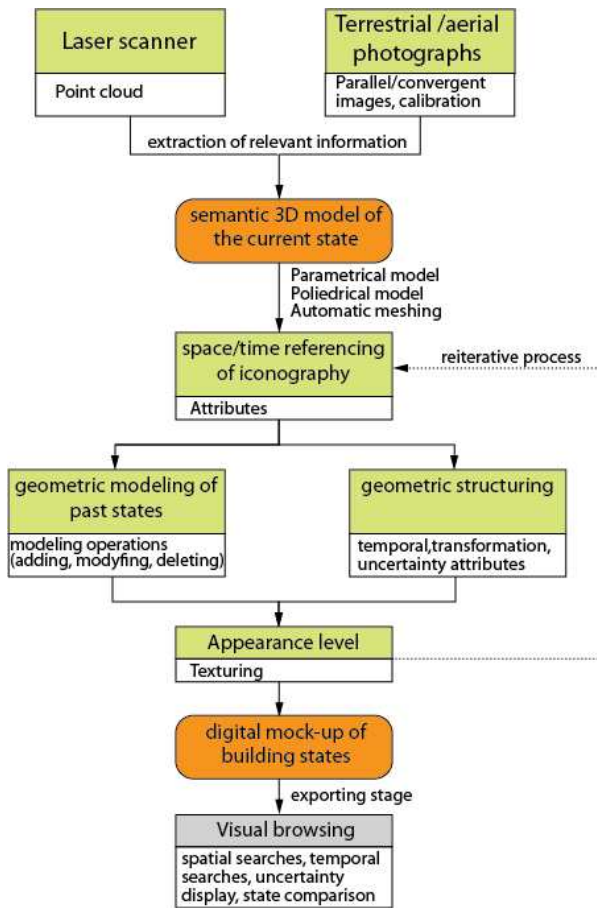 Laser scanner
Point cloud
Terrestrial /aerial
photographs
Parallel/convergent
images, calibration
extraction of relevant information
semantic 3D model of
the current state
Parametrical model
Poliedrical model
Automatic meshing
space/time referencing
of iconography
Attributes
reiterative process
geometric modeling of
past states
modeling operations
(adding, modyfing, deleting)
geometric structuring
temporal,transformation,
uncertainty attributes
Appearance level
Texturing
digital mock-up of
building states
exporting stage
Visual browsing
spatial searches, temporal
searches, uncertainty
display, state comparison